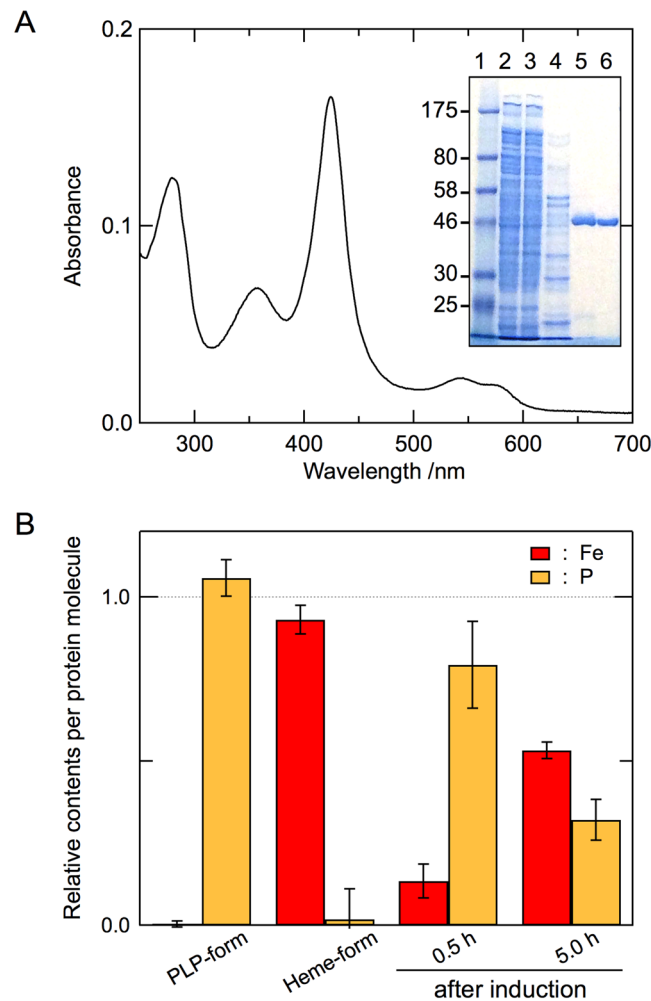 A
0.2
0.1
0.0
Absorbance
300 400 500 600 700
Wavelength /nm
1 2 3 4 5 6
175
80
58
46
30
25
B
Relative contents per protein molecule
1.0
0.0
: Fe
: P
PLP-form
Heme-form
0.5 h
5.0 h
after induction